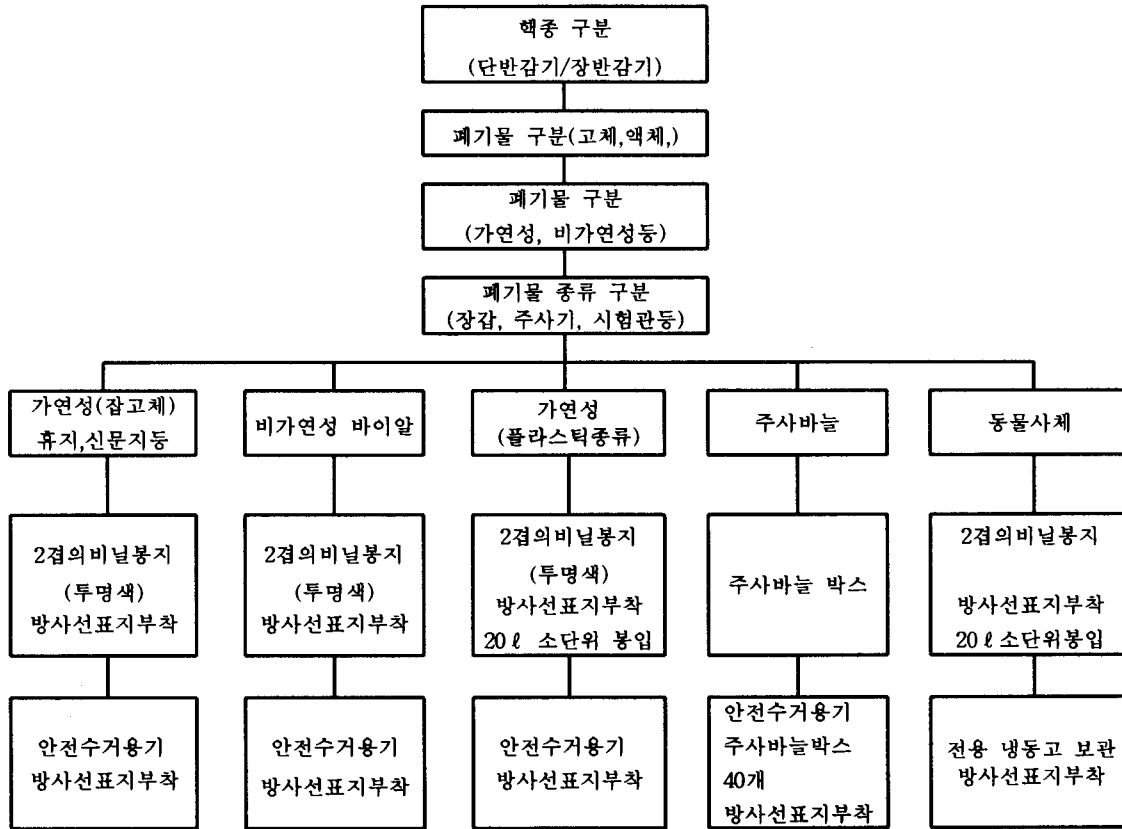 핵종 구분
(단반감기/장반감기)
폐기물 구분(고체,액체,)
폐기물 구분
(가연성, 비가연성등)
폐기물 종류 구분
(장갑, 주사기, 시험관등)
가연성(잡고체)
휴지,신문지등
비가연성 바이알
가연성
(플라스틱종류)
주사바늘
동물사체
2겹의비닐봉지
(투명색)
방사선표지부착
2겹의비닐봉지
(투명색)
방사선표지부착
2겹의비닐봉지
(투명색)
방사선표지부착
20ℓ 소단위 봉입
주사바늘 박스
2겹의비닐봉지
방사선표지부착
20ℓ소단위봉입
안전수거용기
방사선표지부착
안전수거용기
방사선표지부착
안전수거용기
방사선표지부착
안전수거용기
주사바늘박스
40개
방사선표지부착
전용 냉동고 보관
방사선표지부착